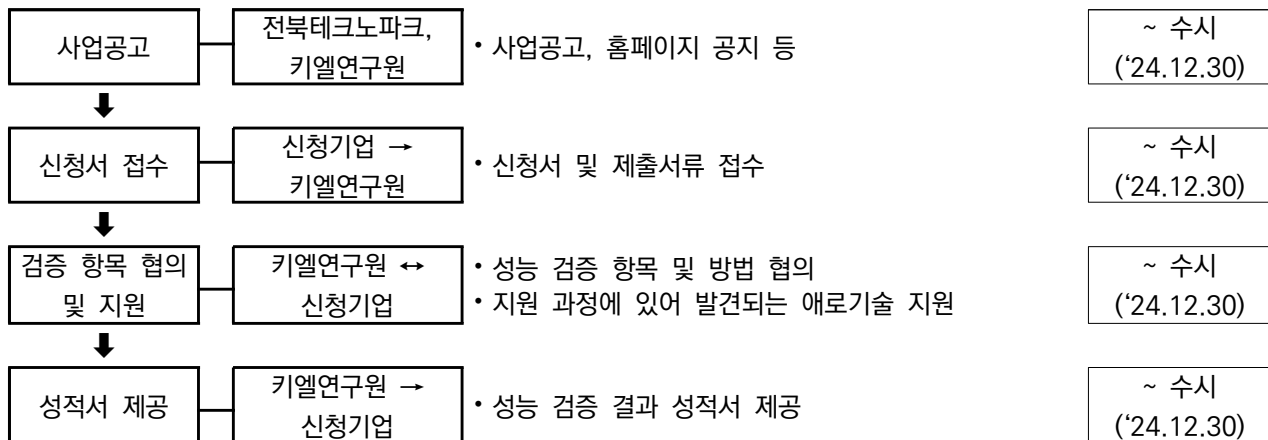 사업공고
전북테크노파크,
키엘연구원
• 사업공고, 홈페이지 공지 등
~ 수시
(‘24.12.30)
신청서 접수
신청기업 →
키엘연구원
• 신청서 및 제출서류 접수
~ 수시
(‘24.12.30)
검증 항목 협의
및 지원
키엘연구원 ↔
신청기업
• 성능 검증 항목 및 방법 협의
• 지원 과정에 있어 발견되는 애로기술 지원
~ 수시
(‘24.12.30)
성적서 제공
키엘연구원 →
신청기업
• 성능 검증 결과 성적서 제공
~ 수시
(‘24.12.30)